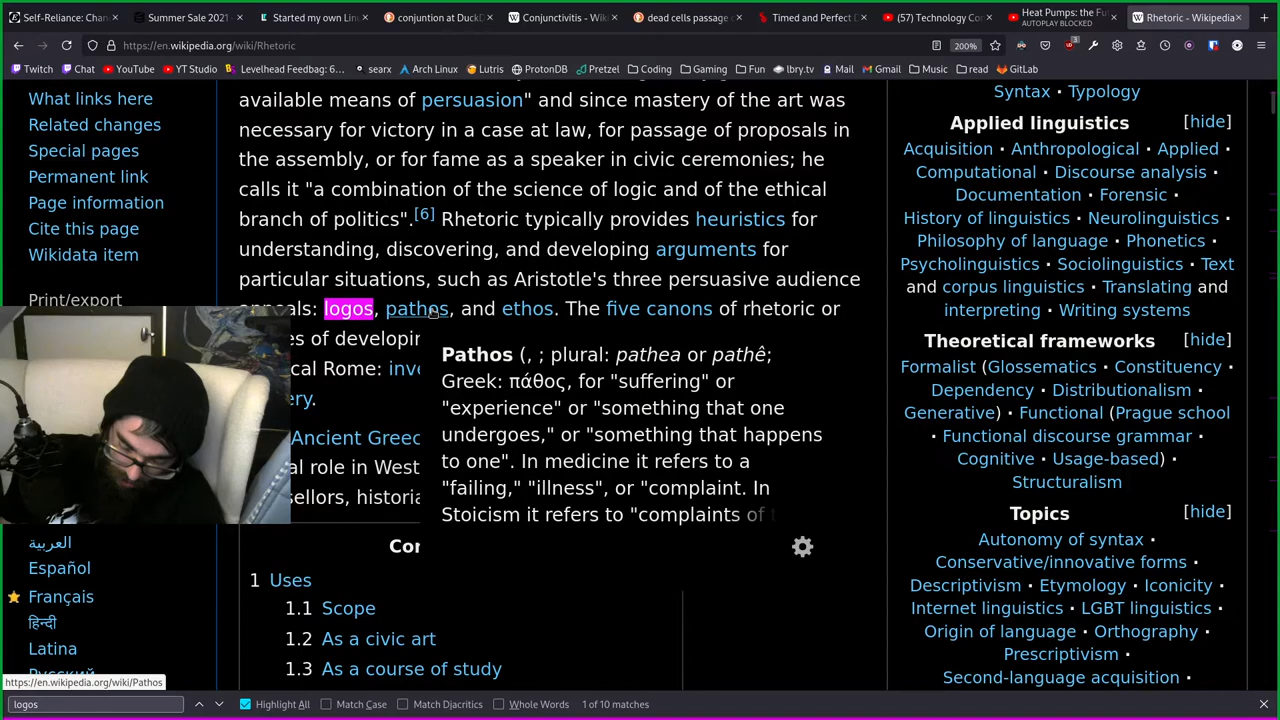 Self-Reliance: Chan
Summer Sale 2021 -
Started my own Lin
conjuntion at DuckD
Conjunctivitis - Wiki
dead cells passage
Timed and Perfect D
(57) Technology Con
Heat Pumps: the Fut
AUTOPLAY BLOCKED
Rhetoric - Wikipedia
https://en.wikipedia.org/wiki/Rhetoric
200%
3
Twitch
Chat
YouTube
YT Studio
Levelhead Feedbag: 6…
searx
Arch Linux
Lutris
ProtonDB
Pretzel
Coding
Gaming
Fun
lbry.tv
Mail
Gmail
Music
read
GitLab
What links here
Related changes
Special pages
Permanent link
Page information
Cite this page
Wikidata item
Print/export
العربية
Español
Français
हिन्दी
Latina
Русский
available means of persuasion" and since mastery of the art was
necessary for victory in a case at law, for passage of proposals in
the assembly, or for fame as a speaker in civic ceremonies; he
calls it "a combination of the science of logic and of the ethical
branch of politics".[6] Rhetoric typically provides heuristics for
understanding, discovering, and developing arguments for
particular situations, such as Aristotle's three persuasive audience
appeals: logos, pathos, and ethos. The five canons of rhetoric or
es of developin
cal Rome: inve
ery.
Ancient Greec
al role in West
sellors, historia
Pathos (, ; plural: pathea or pathê;
Greek: πάθος, for "suffering" or
"experience" or "something that one
undergoes," or "something that happens
to one". In medicine it refers to a
"failing," "illness", or "complaint. In
Stoicism it refers to "complaints of
Con
1 Uses
1.1 Scope
1.2 As a civic art
1.3 As a course of study
Syntax · Typology
Applied linguistics [hide]
Acquisition · Anthropological · Applied ·
Computational · Discourse analysis ·
Documentation · Forensic ·
History of linguistics · Neurolinguistics ·
Philosophy of language · Phonetics ·
Psycholinguistics · Sociolinguistics · Text
and corpus linguistics · Translating and
interpreting · Writing systems
Theoretical frameworks [hide]
Formalist (Glossematics · Constituency ·
Dependency · Distributionalism ·
Generative) · Functional (Prague school
· Functional discourse grammar ·
Cognitive · Usage-based) ·
Structuralism
Topics [hide]
Autonomy of syntax ·
Conservative/innovative forms ·
Descriptivism · Etymology · Iconicity ·
Internet linguistics · LGBT linguistics ·
Origin of language · Orthography ·
Prescriptivism ·
Second-language acquisition ·
https://en.wikipedia.org/wiki/Pathos
logos
Highlight All
Match Case
Match Diacritics
Whole Words
1 of 10 matches